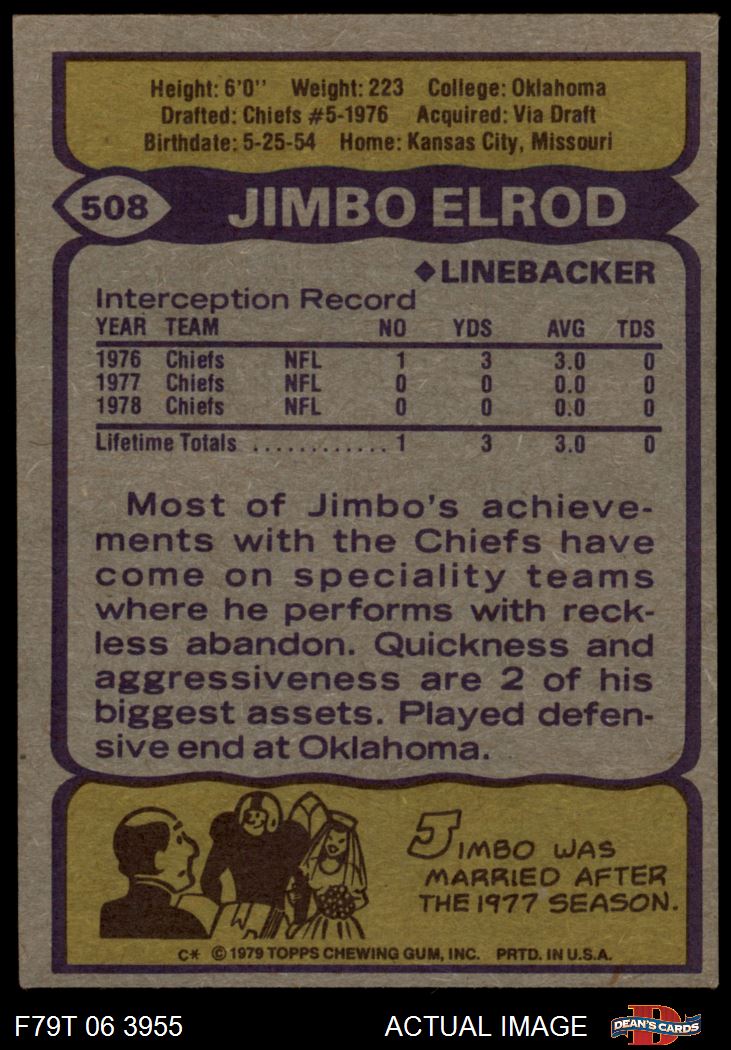 Height: 6'0'' Weight: 223 College: Oklahoma
Drafted: Chiefs #5-1976 Acquired: Via Draft
Birthdate: 5-25-54 Home: Kansas City, Missouri
508 JIMBO ELROD
◆LINEBACKER
Interception Record
YEAR TEAM NO YDS AVG TDS
1976 Chiefs NFL 1 3 3.0 0
1977 Chiefs NFL 0 0 0.0 0
1978 Chiefs NFL 0 0 0.0 0
Lifetime Totals ............ 1 3 3.0 0
Most of Jimbo's achieve-
ments with the Chiefs have
come on speciality teams
where he performs with reck-
less abandon. Quickness and
aggressiveness are 2 of his
biggest assets. Played defen-
sive end at Oklahoma.
JIMBO WAS
MARRIED AFTER
THE 1977 SEASON.
C* © 1979 TOPPS CHEWING GUM, INC. PRTD. IN U.S.A.
F79T 06 3955 ACTUAL IMAGE D DEAN'S CARDS